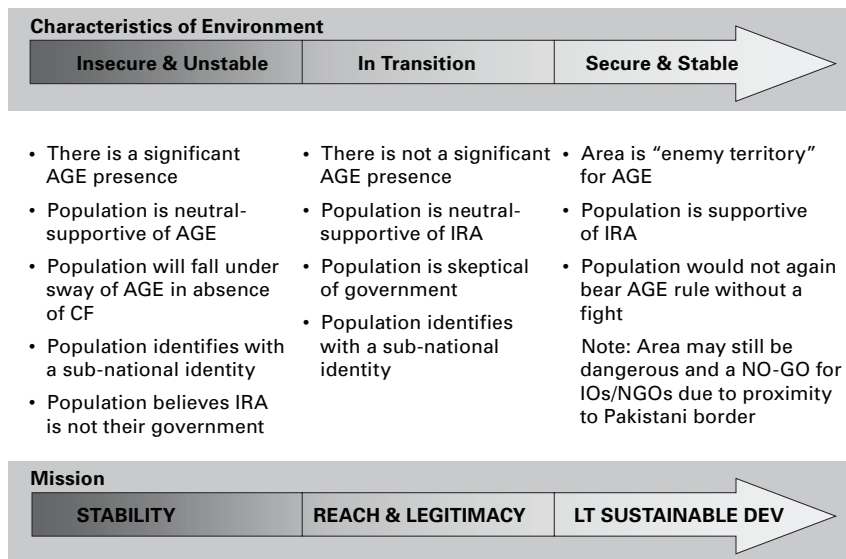 Characteristics of Environment
Insecure & Unstable
In Transition
Secure & Stable
• There is a significant
AGE presence
• Population is neutral-
supportive of AGE
• Population will fall under
sway of AGE in absence
of CF
• Population identifies with
a sub-national identity
• Population believes IRA
is not their government
• There is not a significant
AGE presence
• Population is neutral-
supportive of IRA
• Population is skeptical
of government
• Population identifies
with a sub-national
identity
• Area is “enemy territory”
for AGE
• Population is supportive
of IRA
• Population would not again
bear AGE rule without a
fight
Note: Area may still be
dangerous and a NO-GO for
IOs/NGOs due to proximity
to Pakistani border
Mission
STABILITY
REACH & LEGITIMACY
LT SUSTAINABLE DEV